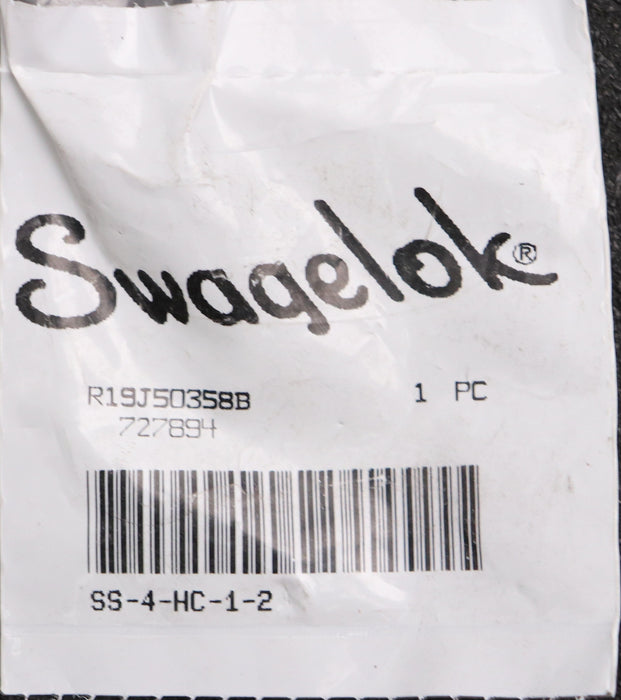 Swagelok®
R19J50358B 1 PC
727894
SS-4-HC-1-2